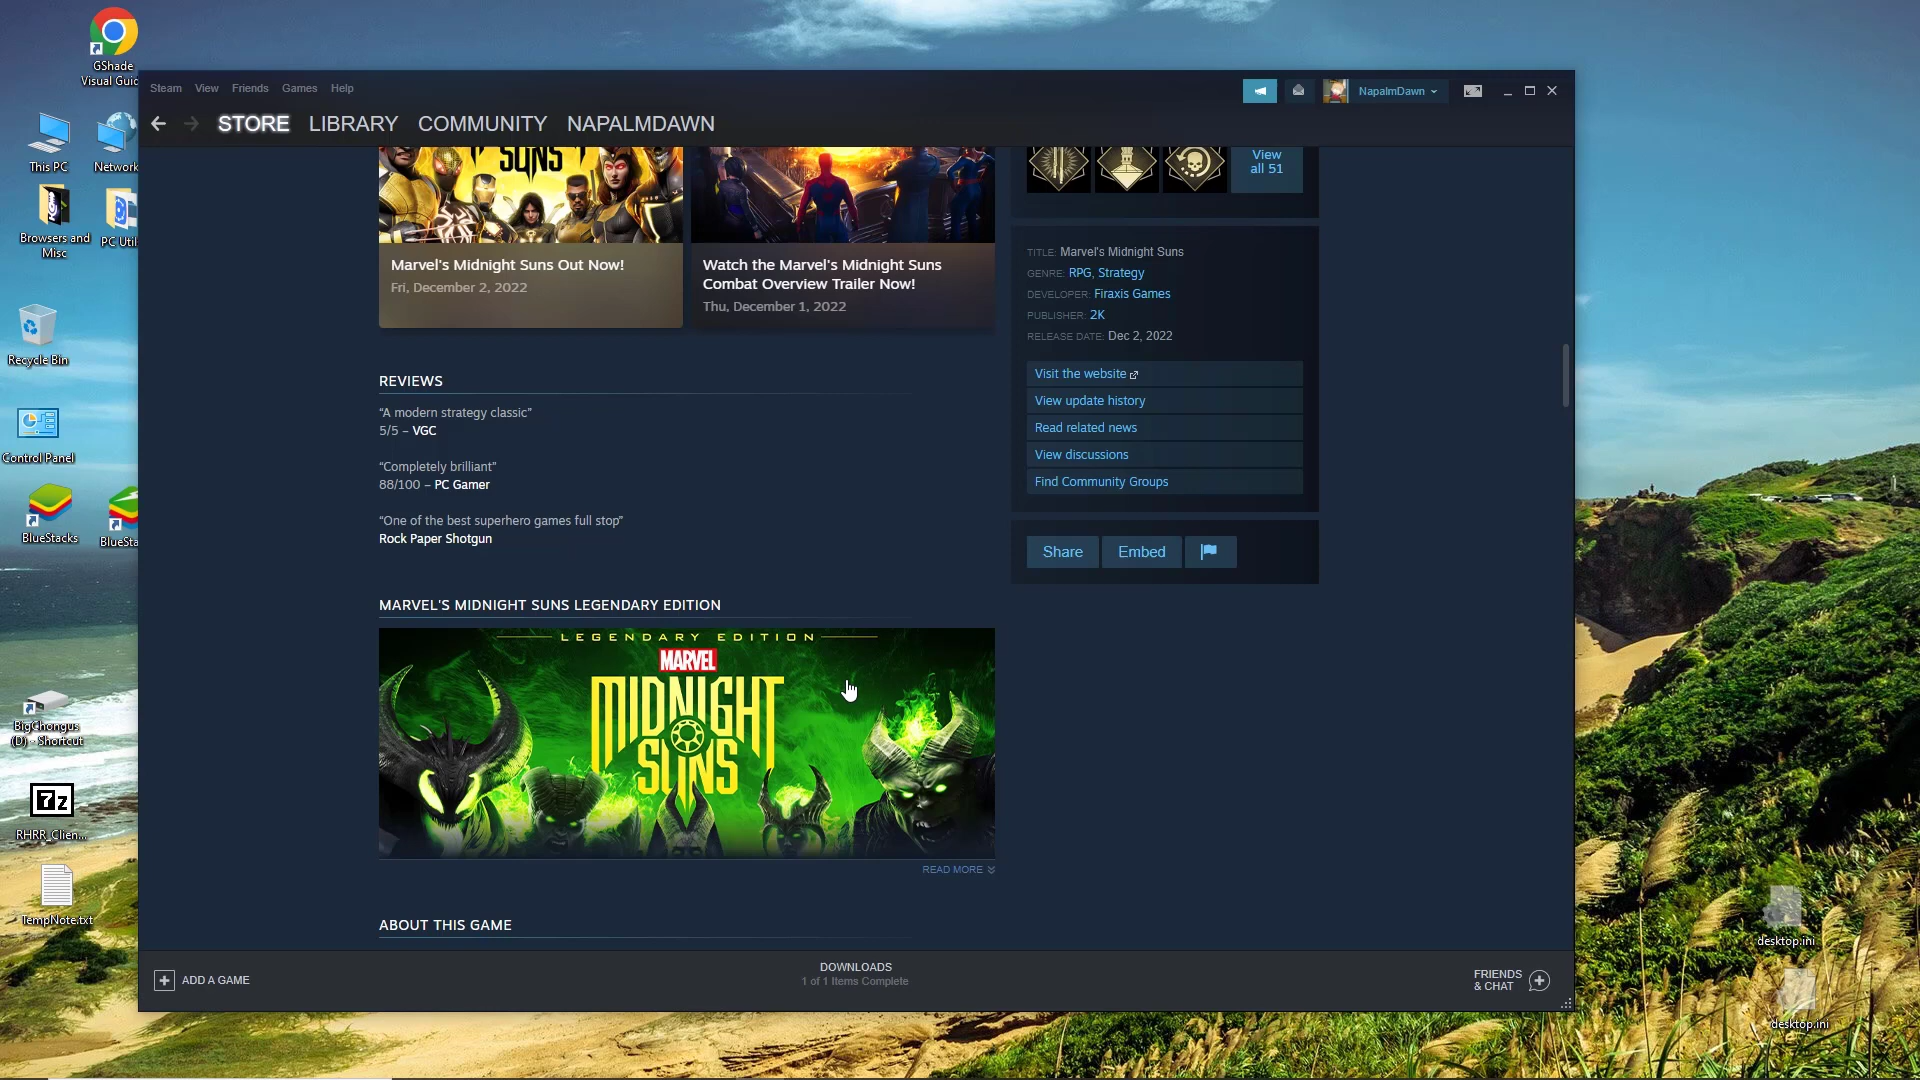 GShade
Visual Guid
This PC
Network
Browsers and
Misc
PC Util
Recycle Bin
Control Panel
BlueStacks
BlueSta
BigChongus
(D) - Shortcut
7z
RHRR_Clien...
TempNote.txt
Steam View Friends Games Help
NapalmDawn
STORE LIBRARY COMMUNITY NAPALMDAWN
SUNS
Marvel's Midnight Suns Out Now!
Fri, December 2, 2022
Watch the Marvel's Midnight Suns
Combat Overview Trailer Now!
Thu, December 1, 2022
REVIEWS
“A modern strategy classic”
5/5 – VGC
“Completely brilliant”
88/100 – PC Gamer
“One of the best superhero games full stop”
Rock Paper Shotgun
MARVEL'S MIDNIGHT SUNS LEGENDARY EDITION
LEGENDARY EDITION
MARVEL
MIDNIGHT
SUNS
READ MORE
ABOUT THIS GAME
View
all 51
TITLE: Marvel's Midnight Suns
GENRE: RPG, Strategy
DEVELOPER: Firaxis Games
PUBLISHER: 2K
RELEASE DATE: Dec 2, 2022
Visit the website
View update history
Read related news
View discussions
Find Community Groups
Share Embed
ADD A GAME
DOWNLOADS
1 of 1 Items Complete
FRIENDS
& CHAT
desktop.ini
desktop.ini